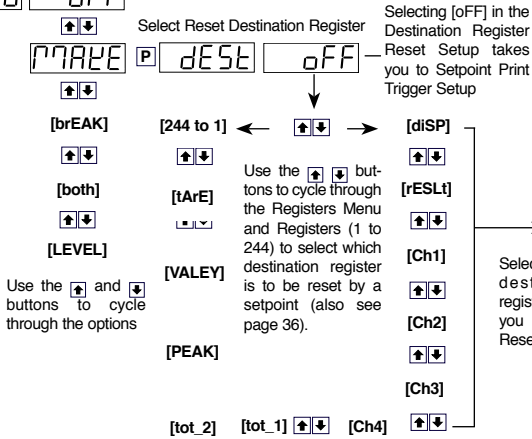 oFF
Select Reset Destination Register
MAKE P dESt oFF
Selecting [oFF] in the
Destination Register
Reset Setup takes
you to Setpoint Print
Trigger Setup
[brEAK]
[both]
[LEVEL]
Use the and
buttons to cycle
through the options
[244 to 1]
[tArE]
[VALEY]
[PEAK]
[tot_2] [tot_1] [Ch4]
Use the but-
tons to cycle through
the Registers Menu
and Registers (1 to
244) to select which
destination register
is to be reset by a
setpoint (also see
page 36).
[diSP]
[rESLt]
[Ch1]
[Ch2]
[Ch3]